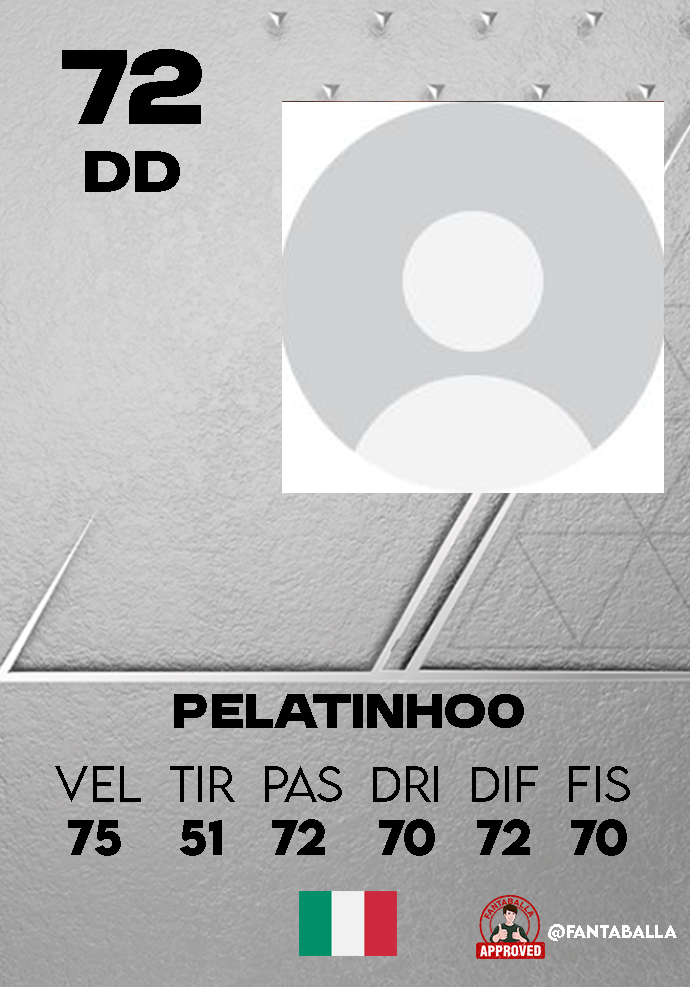 72
DD
PELATINHOO
VEL TIR PAS DRI DIF FIS
75 51 72 70 72 70
FANTABALLA
APPROVED
@FANTABALLA